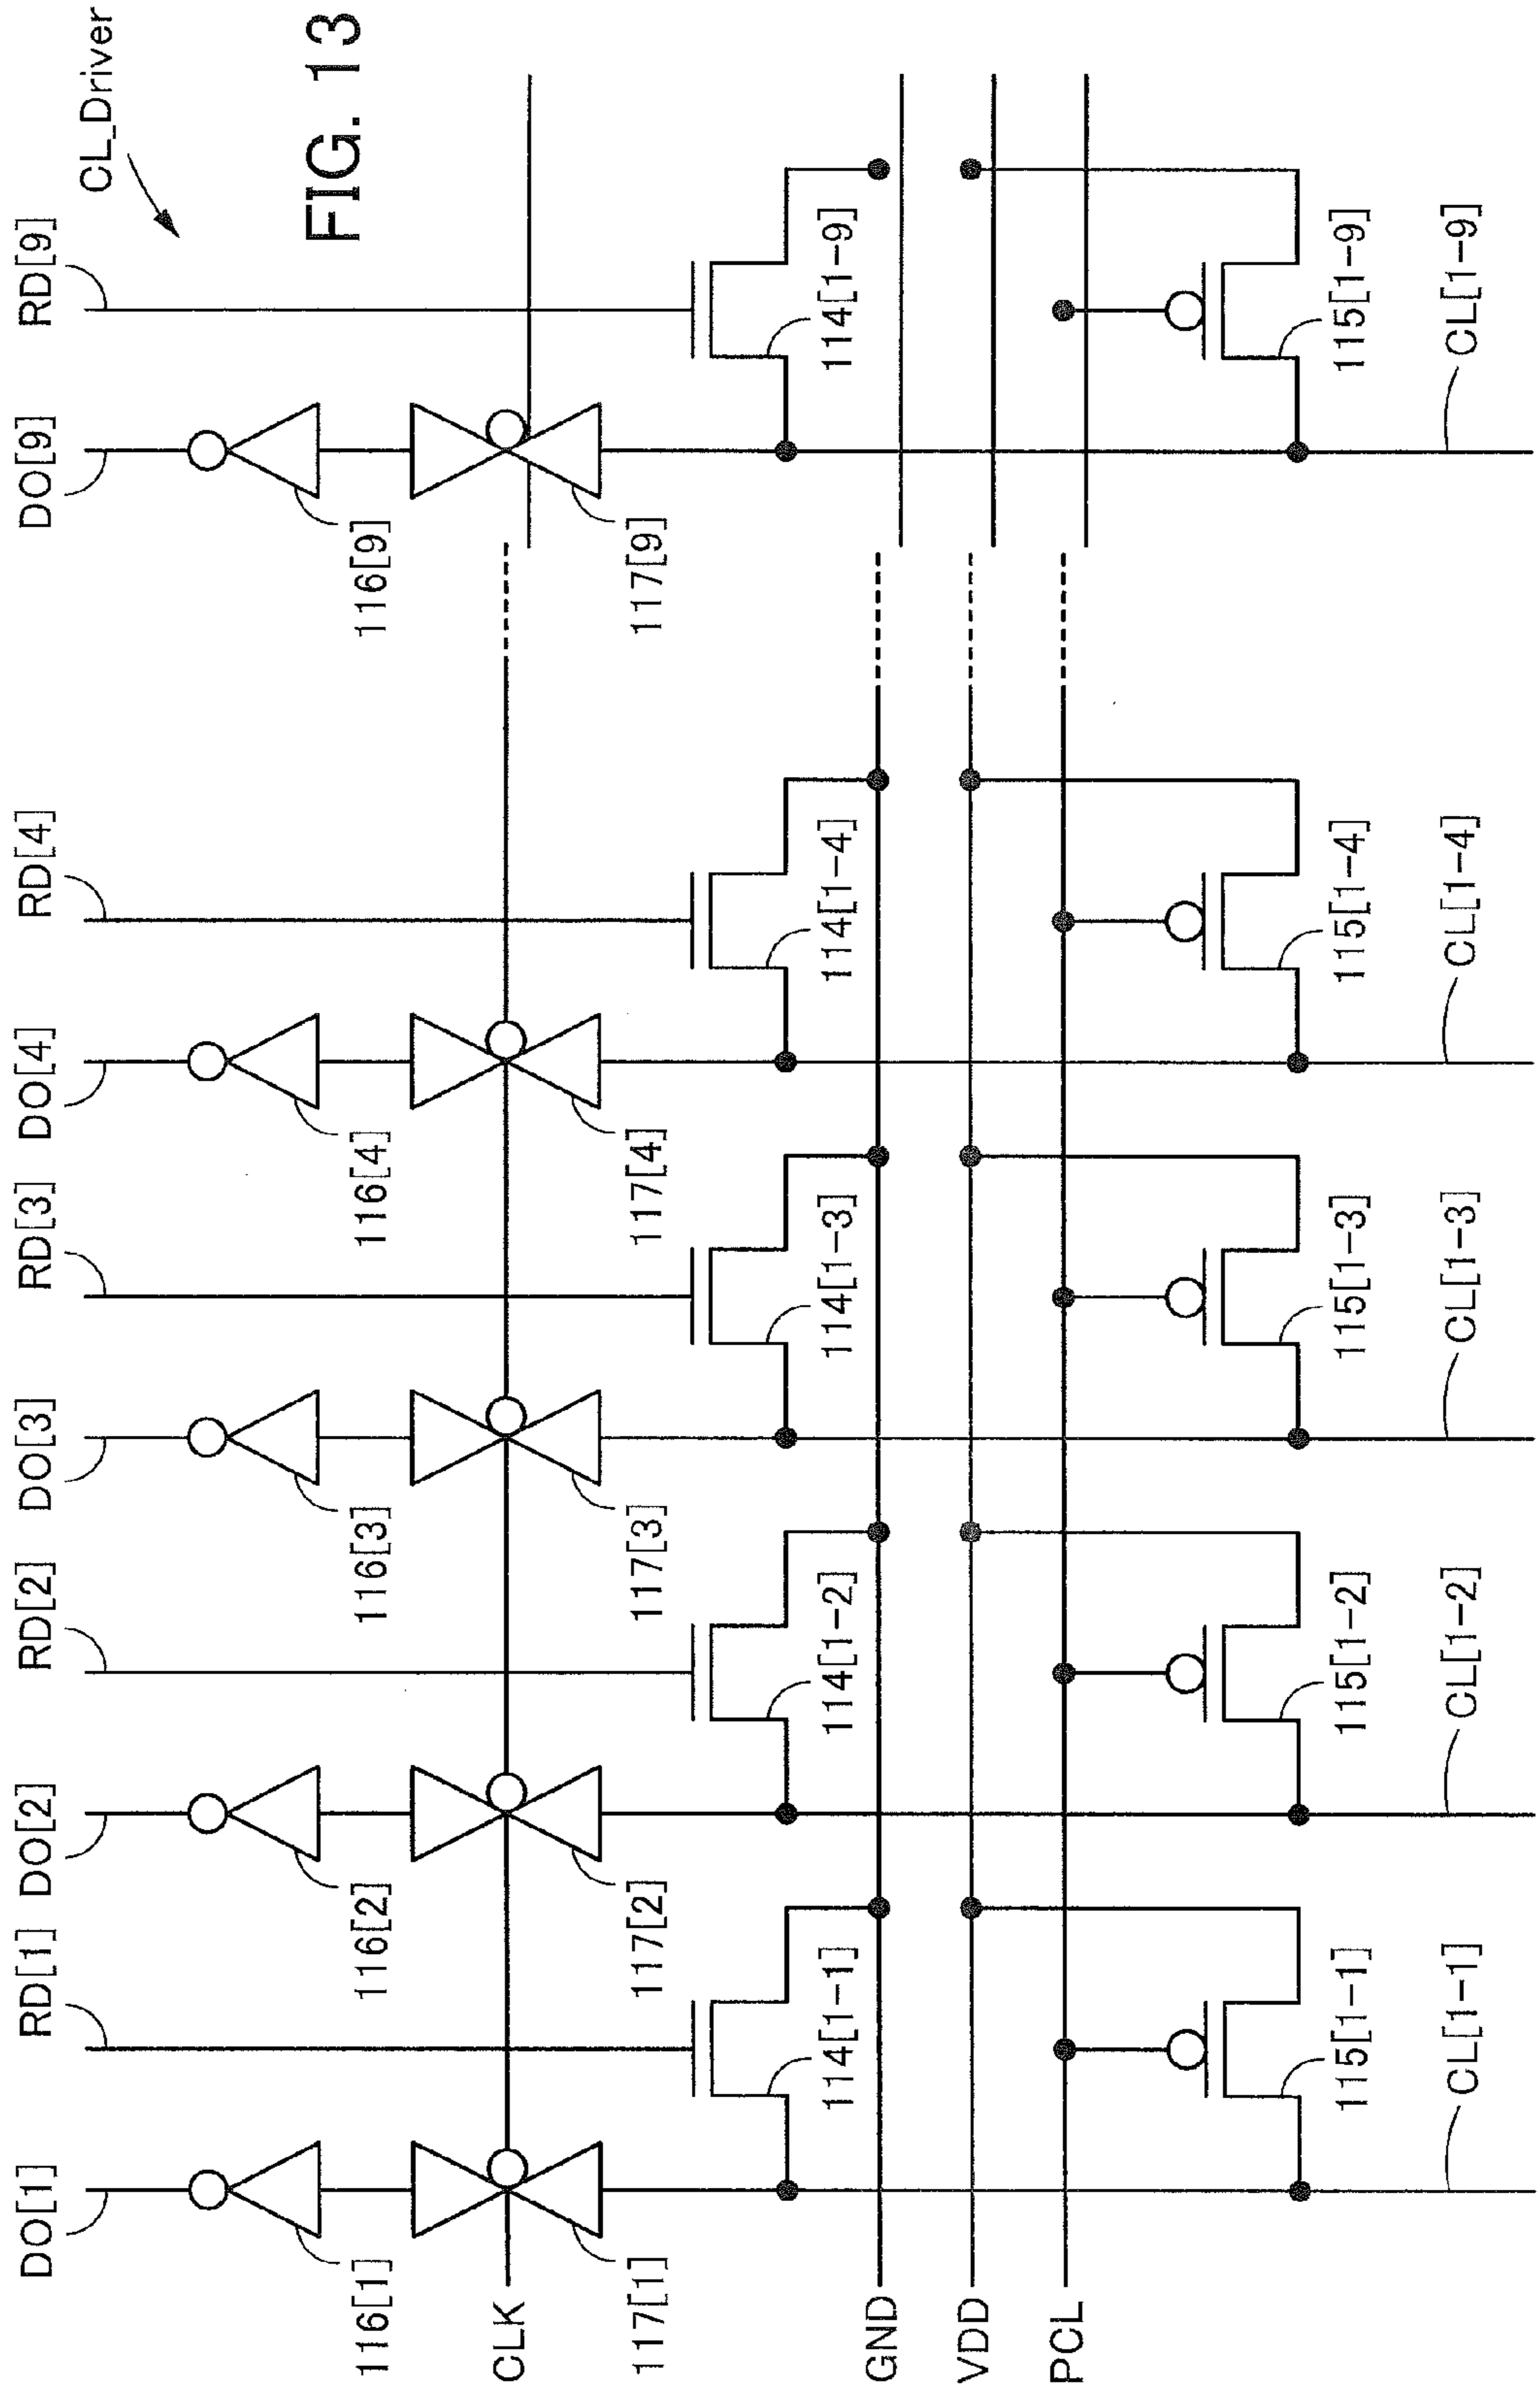 FIG. 13
CL_Driver
DO[1] RD[1] DO[2] RD[2] DO[3] RD[3] DO[4] RD[4] DO[9] RD[9]
116[1] 116[2] 116[3] 116[4] 116[9]
CLK
117[1] 117[2] 117[3] 117[4] 117[9]
114[1-1] 114[1-2] 114[1-3] 114[1-4] 114[1-9]
GND
VDD
PCL
115[1-1] 115[1-2] 115[1-3] 115[1-4] 115[1-9]
CL[1-1] CL[1-2] CL[1-3] CL[1-4] CL[1-9]